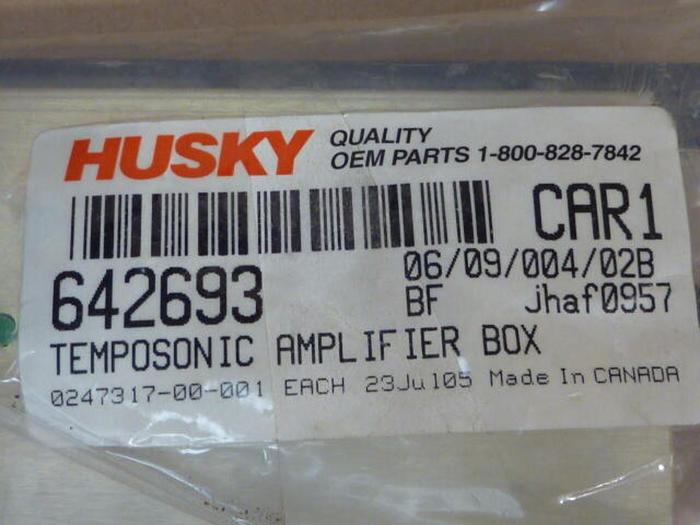 HUSKY QUALITY
OEM PARTS 1-800-828-7842
CAR1
642693
06/09/004/02B
BF jhaf0957
TEMPOSONIC AMPLIFIER BOX
0247317-00-001 EACH 23Jul05 Made In CANADA